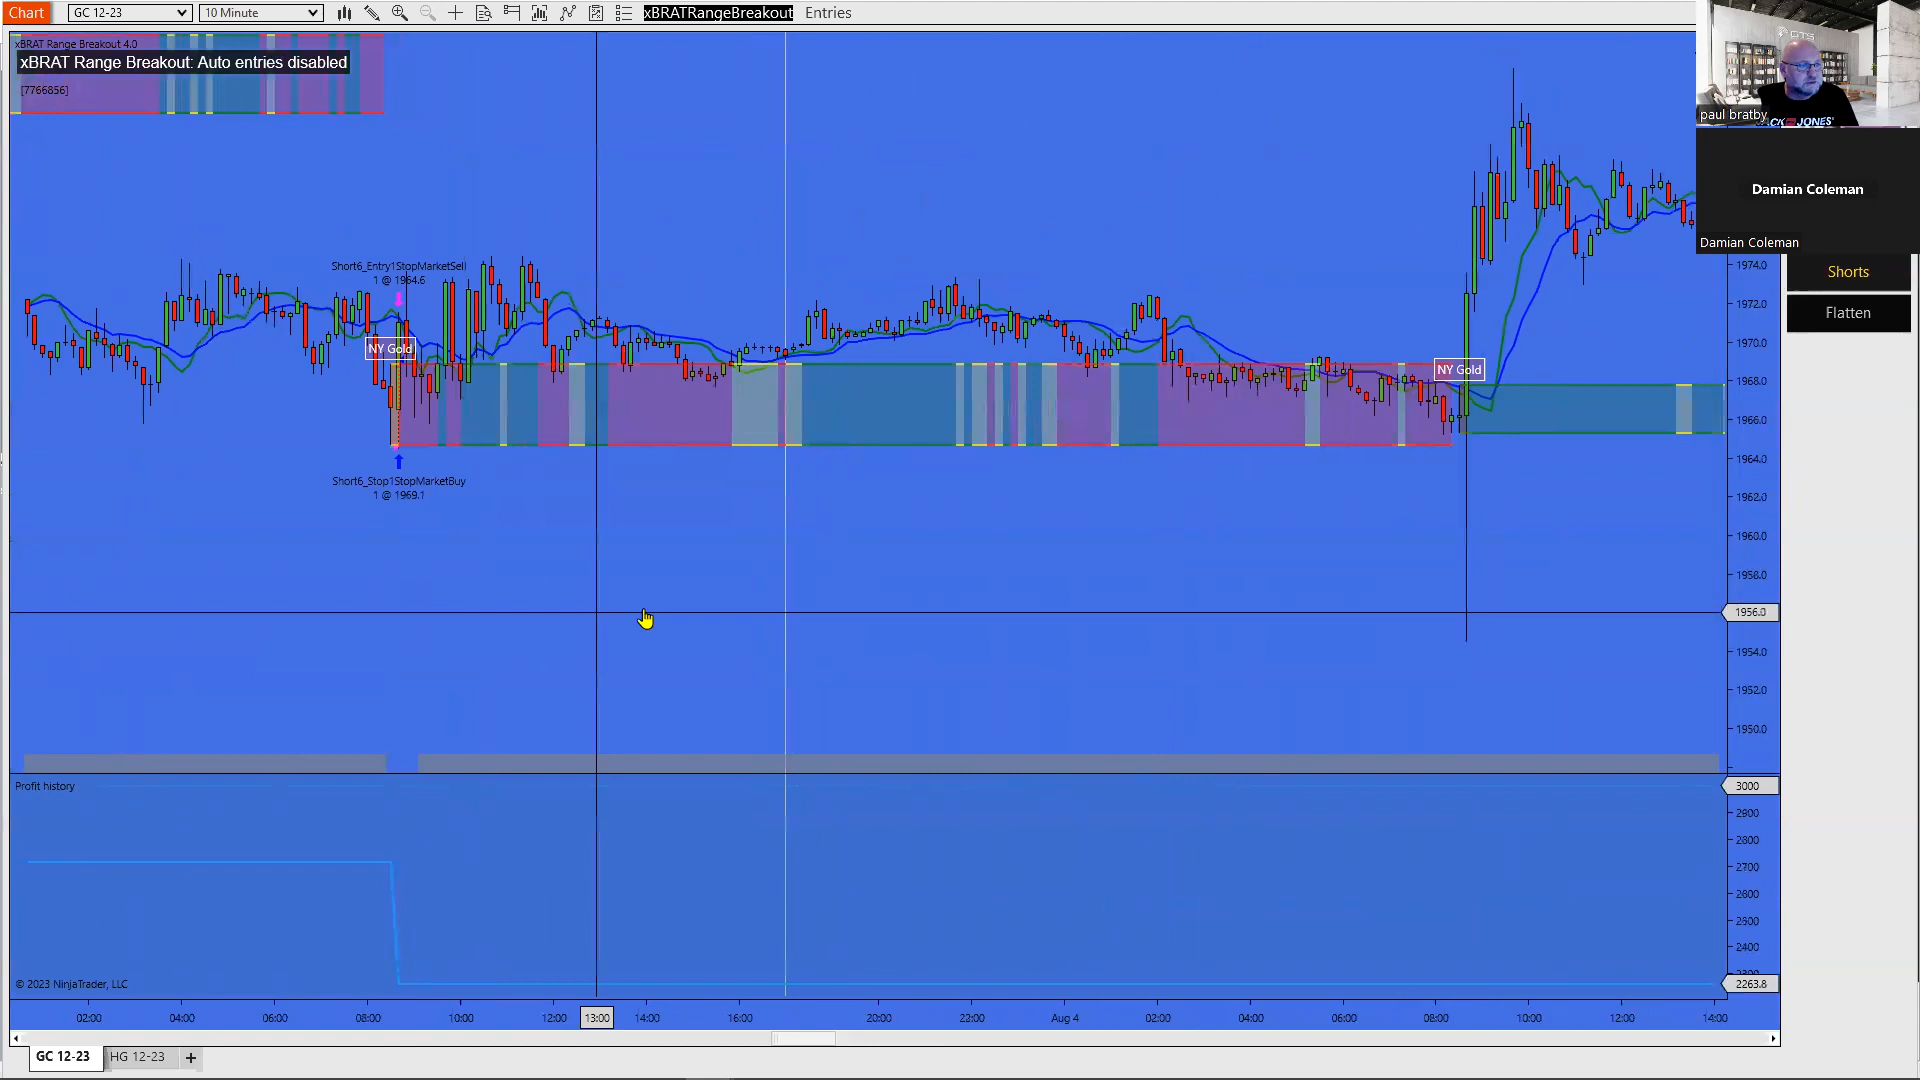 Chart GC 12-23 10 Minute xBRATRangeBreakout Entries
xBRAT Range Breakout 4.0
xBRAT Range Breakout: Auto entries disabled
[7766856]
paul bratby
JACK JONES'
Damian Coleman
Damian Coleman
Shorts
Flatten
Short6_Entry1StopMarketSell
1 @ 1964.6
NY Gold
Short6_Stop1StopMarketBuy
1 @ 1969.1
NY Gold
1974.0
1972.0
1970.0
1968.0
1966.0
1964.0
1962.0
1960.0
1958.0
1956.0
1954.0
1952.0
1950.0
Profit history
3000
2900
2800
2700
2600
2500
2400
2300
2263.8
© 2023 NinjaTrader, LLC
02:00 04:00 06:00 08:00 10:00 12:00 13:00 14:00 16:00 20:00 22:00 Aug 4 02:00 04:00 06:00 08:00 10:00 12:00 14:00
GC 12-23 HG 12-23 +